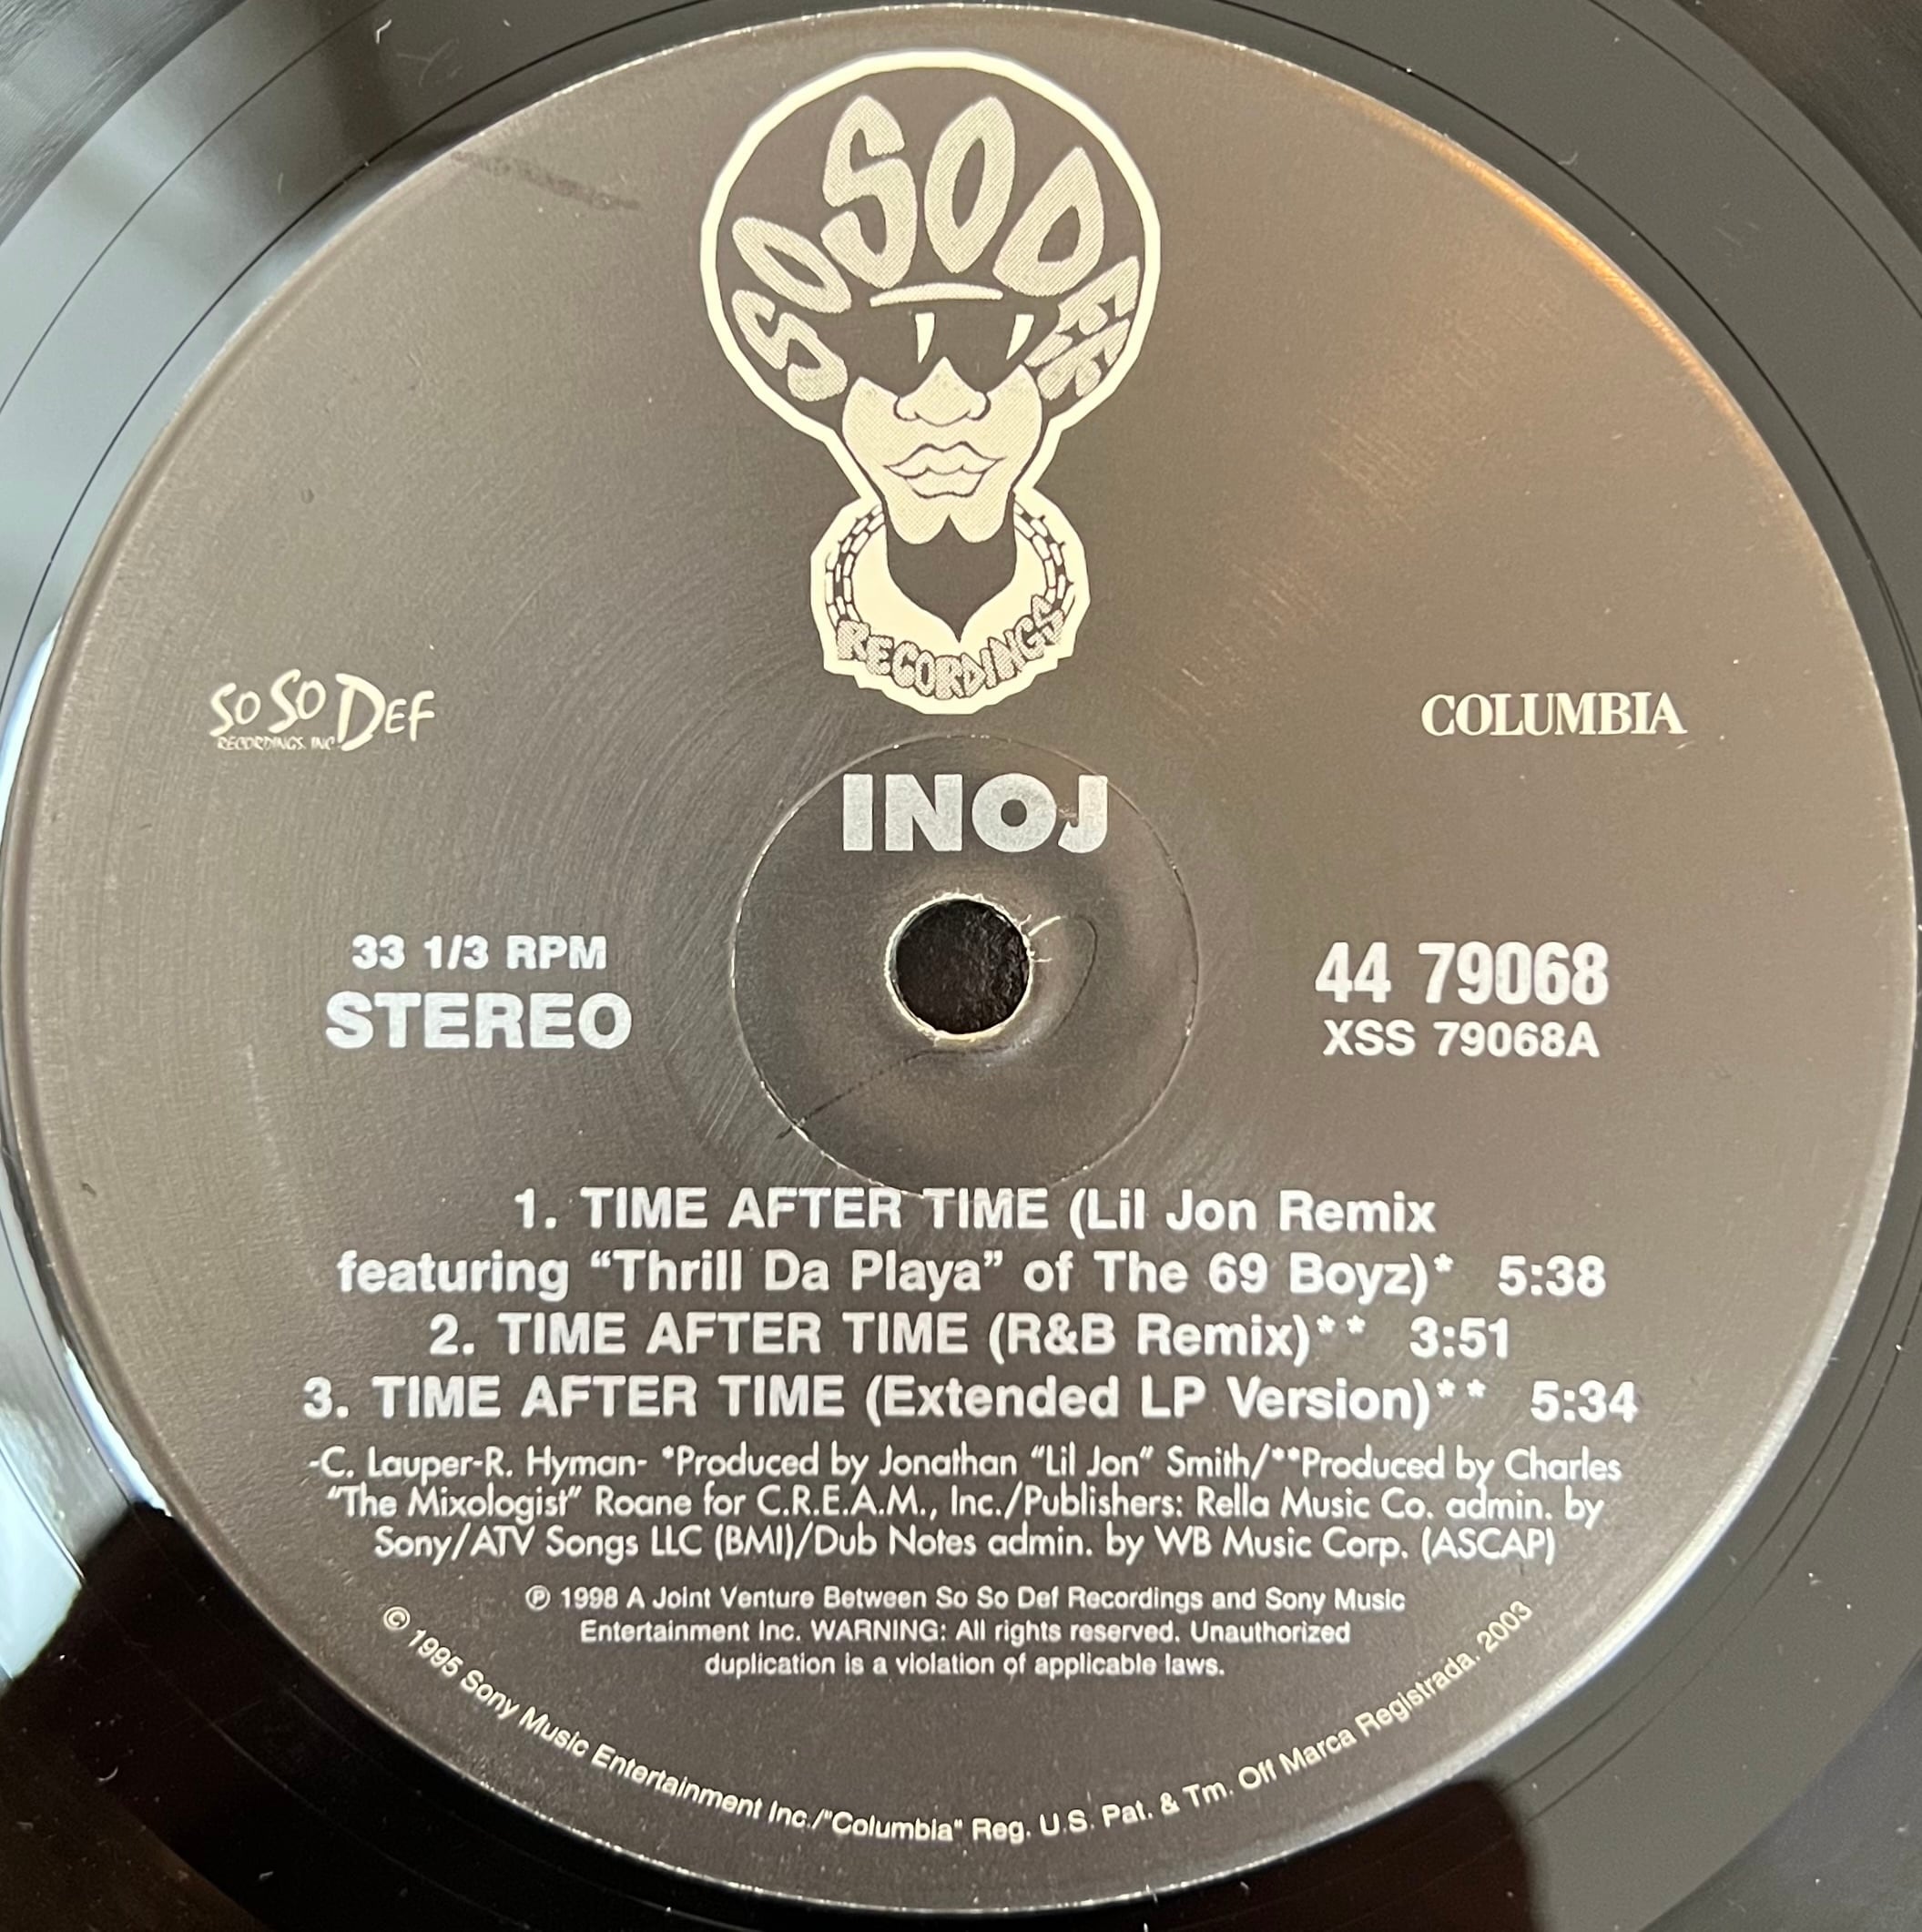 SO SO DEF
RECORDINGS
SO SO DEF
RECORDINGS, INC.
COLUMBIA
INOJ
33 1/3 RPM
STEREO
44 79068
XSS 79068A
1. TIME AFTER TIME (Lil Jon Remix
featuring “Thrill Da Playa” of The 69 Boyz)* 5:38
2. TIME AFTER TIME (R&B Remix)** 3:51
3. TIME AFTER TIME (Extended LP Version)** 5:34
-C. Lauper-R. Hyman- *Produced by Jonathan “Lil Jon” Smith/**Produced by Charles
“The Mixologist” Roane for C.R.E.A.M., Inc./Publishers: Rella Music Co. admin. by
Sony/ATV Songs LLC (BMI)/Dub Notes admin. by WB Music Corp. (ASCAP)
℗ 1998 A Joint Venture Between So So Def Recordings and Sony Music
Entertainment Inc. WARNING: All rights reserved. Unauthorized
duplication is a violation of applicable laws.
© 1995 Sony Music Entertainment Inc./"Columbia" Reg. U.S. Pat. & Tm. Off Marca Registrada. 2003